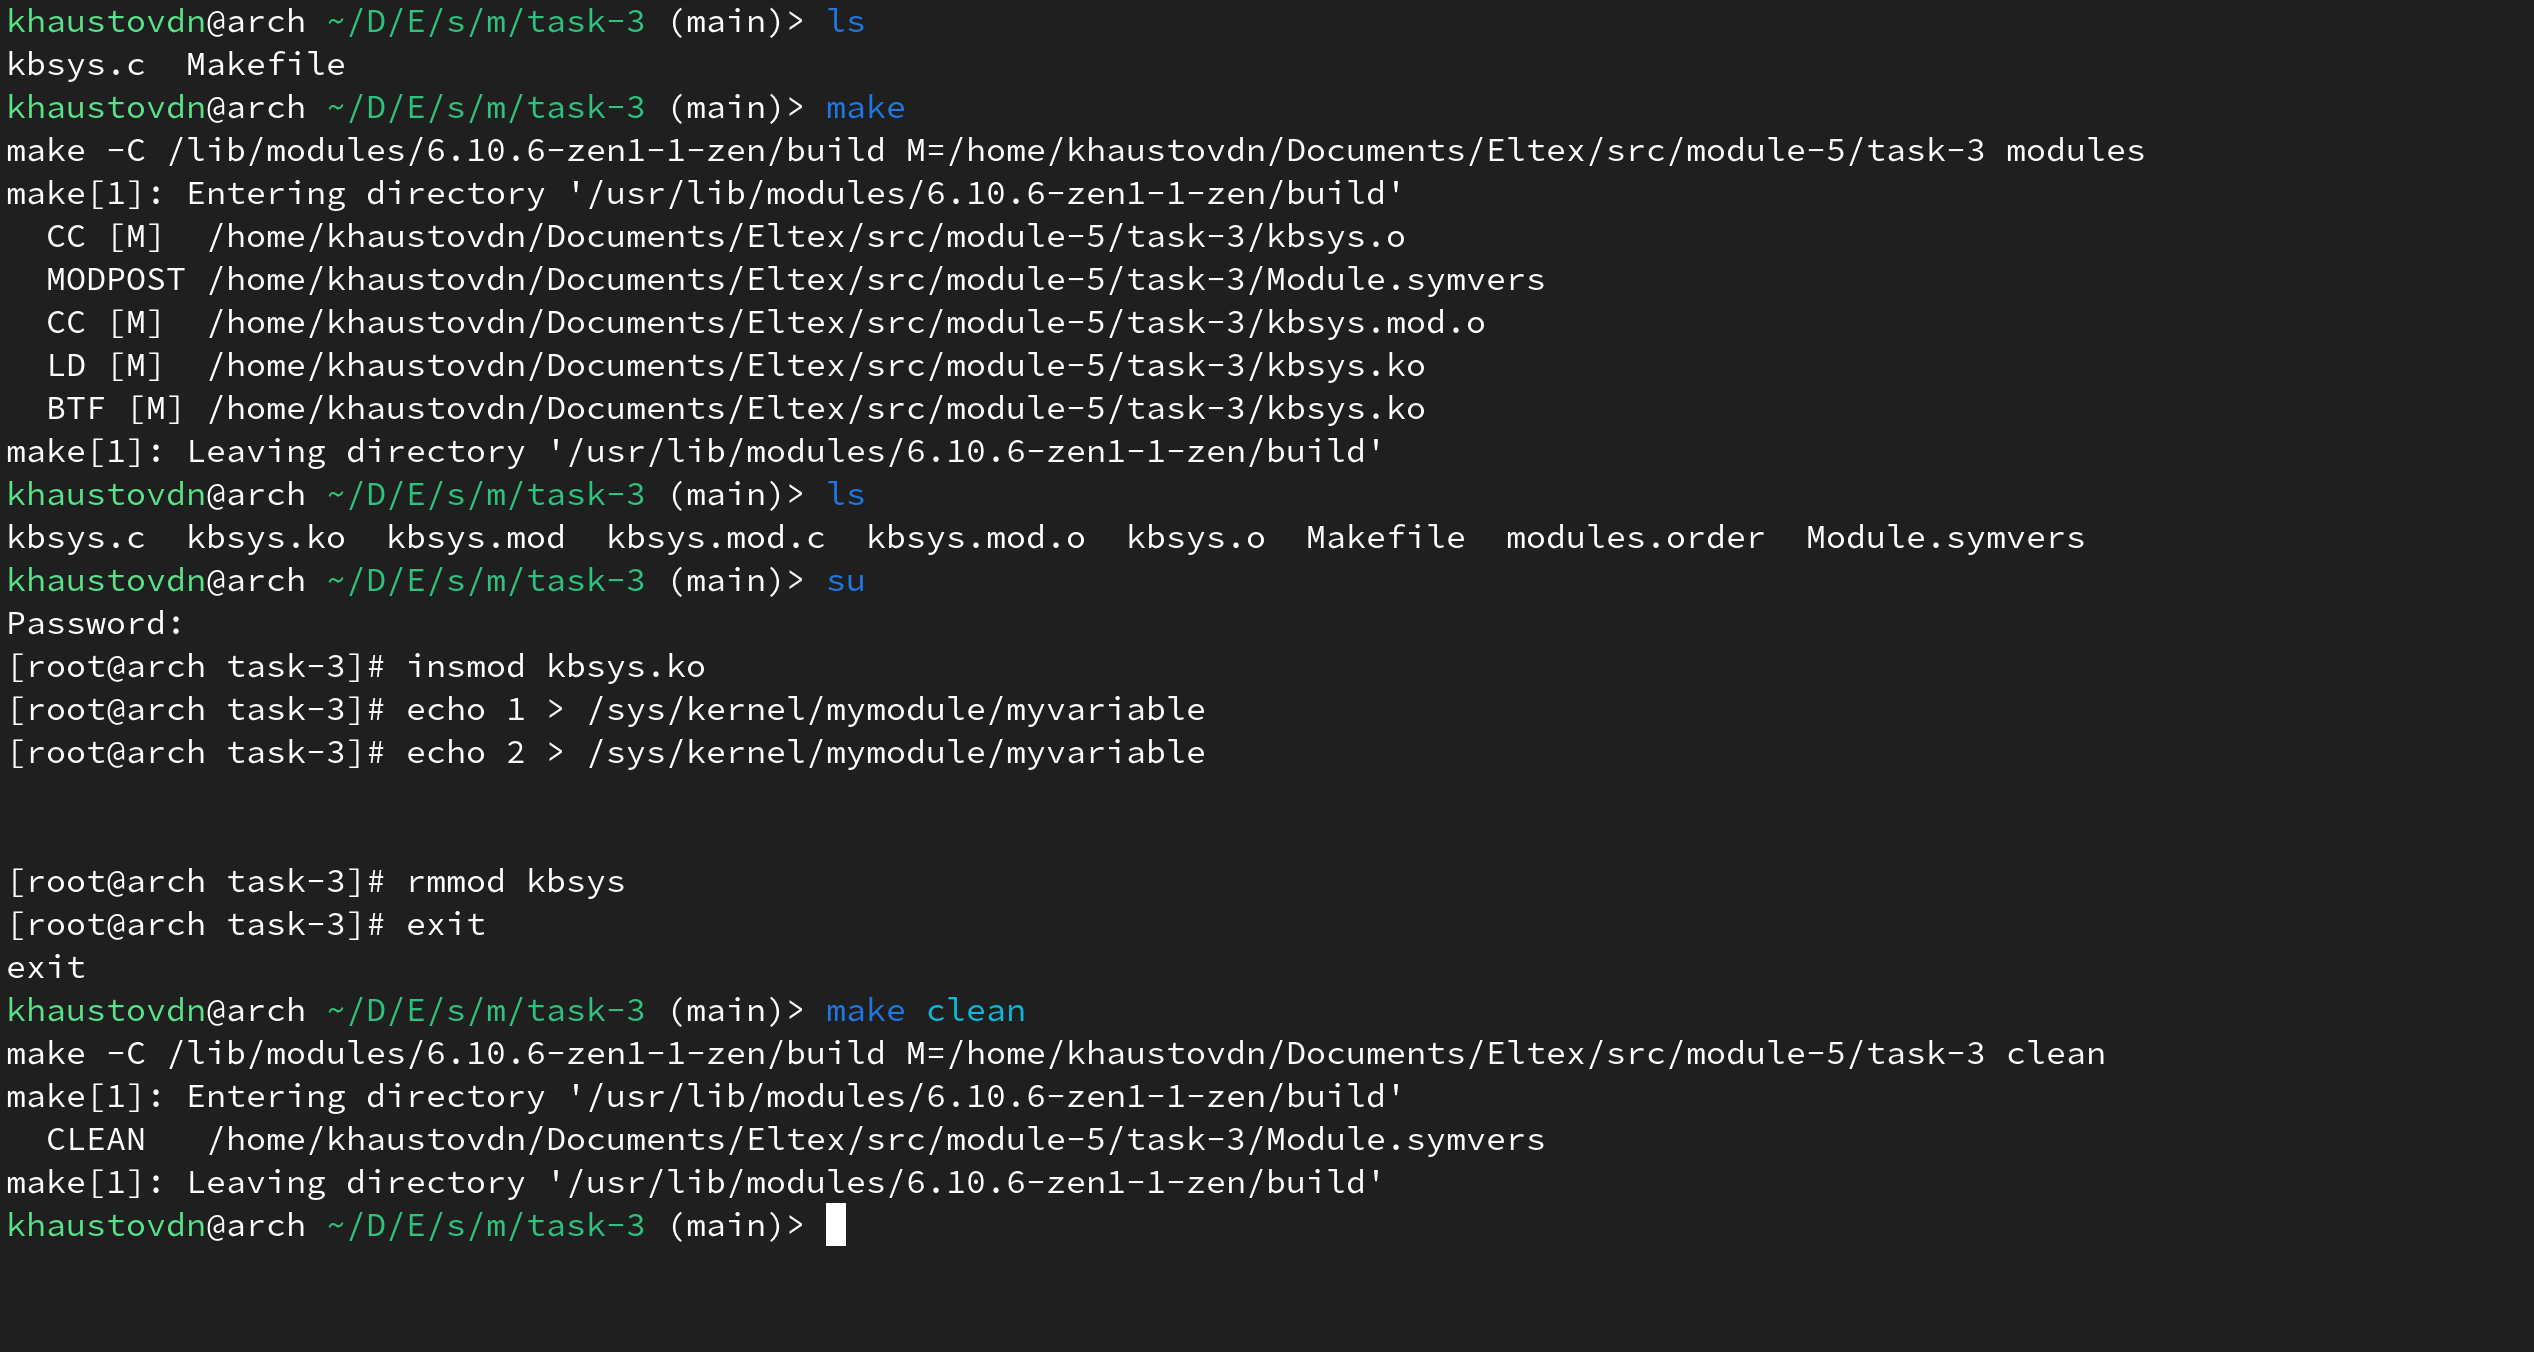 khaustovdn@arch ~/D/E/s/m/task-3 (main)> ls
kbsys.c  Makefile
khaustovdn@arch ~/D/E/s/m/task-3 (main)> make
make -C /lib/modules/6.10.6-zen1-1-zen/build M=/home/khaustovdn/Documents/Eltex/src/module-5/task-3 modules
make[1]: Entering directory '/usr/lib/modules/6.10.6-zen1-1-zen/build'
  CC [M]  /home/khaustovdn/Documents/Eltex/src/module-5/task-3/kbsys.o
  MODPOST /home/khaustovdn/Documents/Eltex/src/module-5/task-3/Module.symvers
  CC [M]  /home/khaustovdn/Documents/Eltex/src/module-5/task-3/kbsys.mod.o
  LD [M]  /home/khaustovdn/Documents/Eltex/src/module-5/task-3/kbsys.ko
  BTF [M] /home/khaustovdn/Documents/Eltex/src/module-5/task-3/kbsys.ko
make[1]: Leaving directory '/usr/lib/modules/6.10.6-zen1-1-zen/build'
khaustovdn@arch ~/D/E/s/m/task-3 (main)> ls
kbsys.c  kbsys.ko  kbsys.mod  kbsys.mod.c  kbsys.mod.o  kbsys.o  Makefile  modules.order  Module.symvers
khaustovdn@arch ~/D/E/s/m/task-3 (main)> su
Password:
[root@arch task-3]# insmod kbsys.ko
[root@arch task-3]# echo 1 > /sys/kernel/mymodule/myvariable
[root@arch task-3]# echo 2 > /sys/kernel/mymodule/myvariable
[root@arch task-3]# rmmod kbsys
[root@arch task-3]# exit
exit
khaustovdn@arch ~/D/E/s/m/task-3 (main)> make clean
make -C /lib/modules/6.10.6-zen1-1-zen/build M=/home/khaustovdn/Documents/Eltex/src/module-5/task-3 clean
make[1]: Entering directory '/usr/lib/modules/6.10.6-zen1-1-zen/build'
  CLEAN   /home/khaustovdn/Documents/Eltex/src/module-5/task-3/Module.symvers
make[1]: Leaving directory '/usr/lib/modules/6.10.6-zen1-1-zen/build'
khaustovdn@arch ~/D/E/s/m/task-3 (main)>